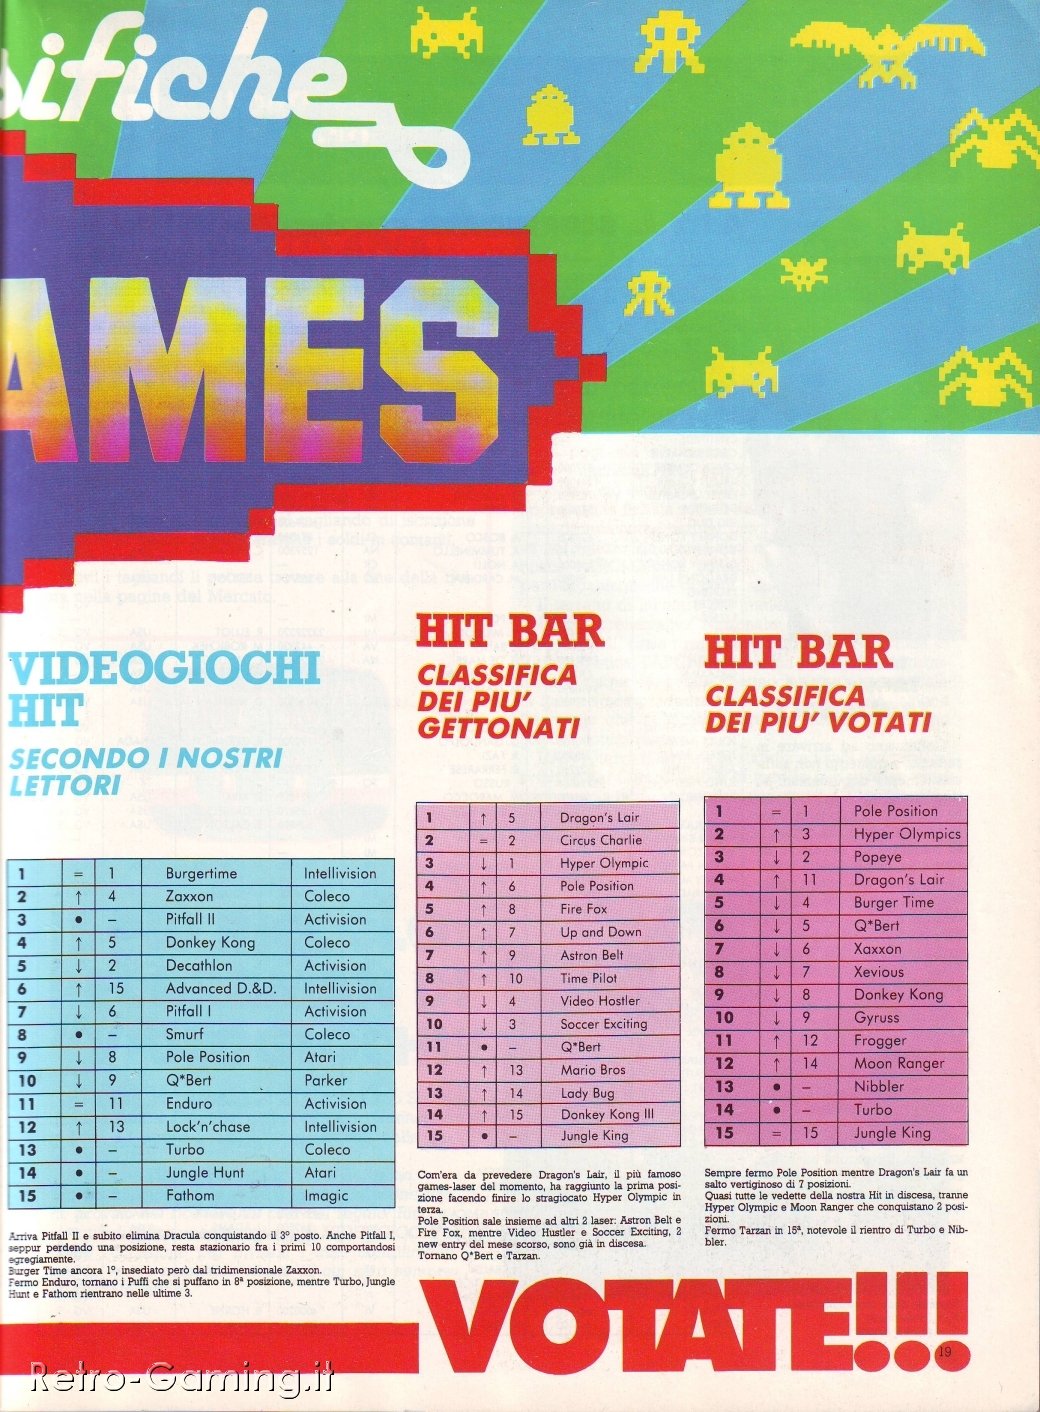 sifiche
AMES
VIDEOGIOCHI
HIT
SECONDO I NOSTRI
LETTORI
1 = 1 Burgertime Intellivision
2 ↑ 4 Zaxxon Coleco
3 • – Pitfall II Activision
4 ↑ 5 Donkey Kong Coleco
5 ↓ 2 Decathlon Activision
6 ↑ 15 Advanced D.&D. Intellivision
7 ↓ 6 Pitfall I Activision
8 • – Smurf Coleco
9 ↓ 8 Pole Position Atari
10 ↓ 9 Q*Bert Parker
11 = 11 Enduro Activision
12 ↑ 13 Lock'n'chase Intellivision
13 • – Turbo Coleco
14 • – Jungle Hunt Atari
15 • – Fathom Imagic
Arriva Pitfall II e subito elimina Dracula conquistando il 3° posto. Anche Pitfall I,
seppur perdendo una posizione, resta stazionario fra i primi 10 comportandosi
egregiamente.
Burger Time ancora 1°, insediato però dal tridimensionale Zaxxon.
Fermo Enduro, tornano i Puffi che si puffano in 8ª posizione, mentre Turbo, Jungle
Hunt e Fathom rientrano nelle ultime 3.
HIT BAR
CLASSIFICA
DEI PIU'
GETTONATI
1 ↑ 5 Dragon's Lair
2 = 2 Circus Charlie
3 ↓ 1 Hyper Olympic
4 ↑ 6 Pole Position
5 ↑ 8 Fire Fox
6 ↑ 7 Up and Down
7 ↑ 9 Astron Belt
8 ↑ 10 Time Pilot
9 ↓ 4 Video Hostler
10 ↓ 3 Soccer Exciting
11 • – Q*Bert
12 ↑ 13 Mario Bros
13 ↑ 14 Lady Bug
14 ↑ 15 Donkey Kong III
15 • – Jungle King
Com'era da prevedere Dragon's Lair, il più famoso
games-laser del momento, ha raggiunto la prima posi-
zione facendo finire lo stragiocato Hyper Olympic in
terza.
Pole Position sale insieme ad altri 2 laser: Astron Belt e
Fire Fox, mentre Video Hustler e Soccer Exciting, 2
new entry del mese scorso, sono già in discesa.
Tornano Q*Bert e Tarzan.
HIT BAR
CLASSIFICA
DEI PIU' VOTATI
1 = 1 Pole Position
2 ↑ 3 Hyper Olympics
3 ↓ 2 Popeye
4 ↑ 11 Dragon's Lair
5 ↓ 4 Burger Time
6 ↓ 5 Q*Bert
7 ↓ 6 Xaxxon
8 ↓ 7 Xevious
9 ↓ 8 Donkey Kong
10 ↓ 9 Gyruss
11 ↑ 12 Frogger
12 ↑ 14 Moon Ranger
13 • – Nibbler
14 • – Turbo
15 = 15 Jungle King
Sempre fermo Pole Position mentre Dragon's Lair fa un
salto vertiginoso di 7 posizioni.
Quasi tutte le vedette della nostra Hit in discesa, tranne
Hyper Olympic e Moon Ranger che conquistano 2 posi-
zioni.
Fermo Tarzan in 15ª, notevole il rientro di Turbo e Nib-
bler.
VOTATE!!!
19
Retro-Gaming.it